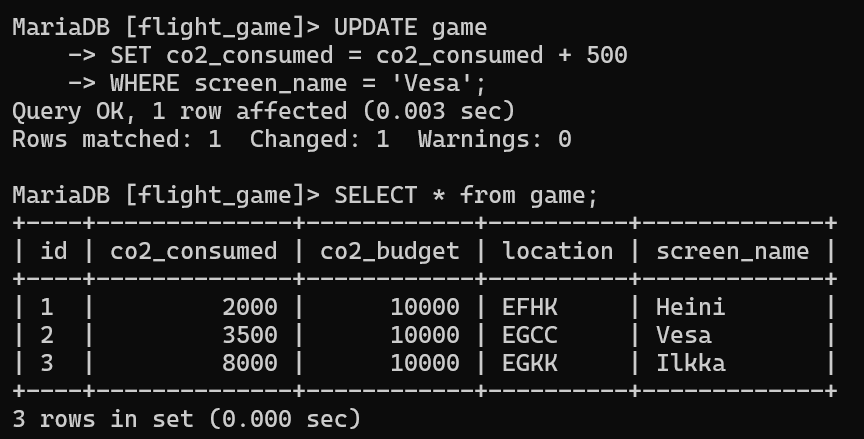 MariaDB [flight_game]> UPDATE game
    -> SET co2_consumed = co2_consumed + 500
    -> WHERE screen_name = 'Vesa';
Query OK, 1 row affected (0.003 sec)
Rows matched: 1  Changed: 1  Warnings: 0

MariaDB [flight_game]> SELECT * from game;
+----+--------------+------------+----------+-------------+
| id | co2_consumed | co2_budget | location | screen_name |
+----+--------------+------------+----------+-------------+
| 1  |         2000 |      10000 | EFHK     | Heini       |
| 2  |         3500 |      10000 | EGCC     | Vesa        |
| 3  |         8000 |      10000 | EGKK     | Ilkka       |
+----+--------------+------------+----------+-------------+
3 rows in set (0.000 sec)